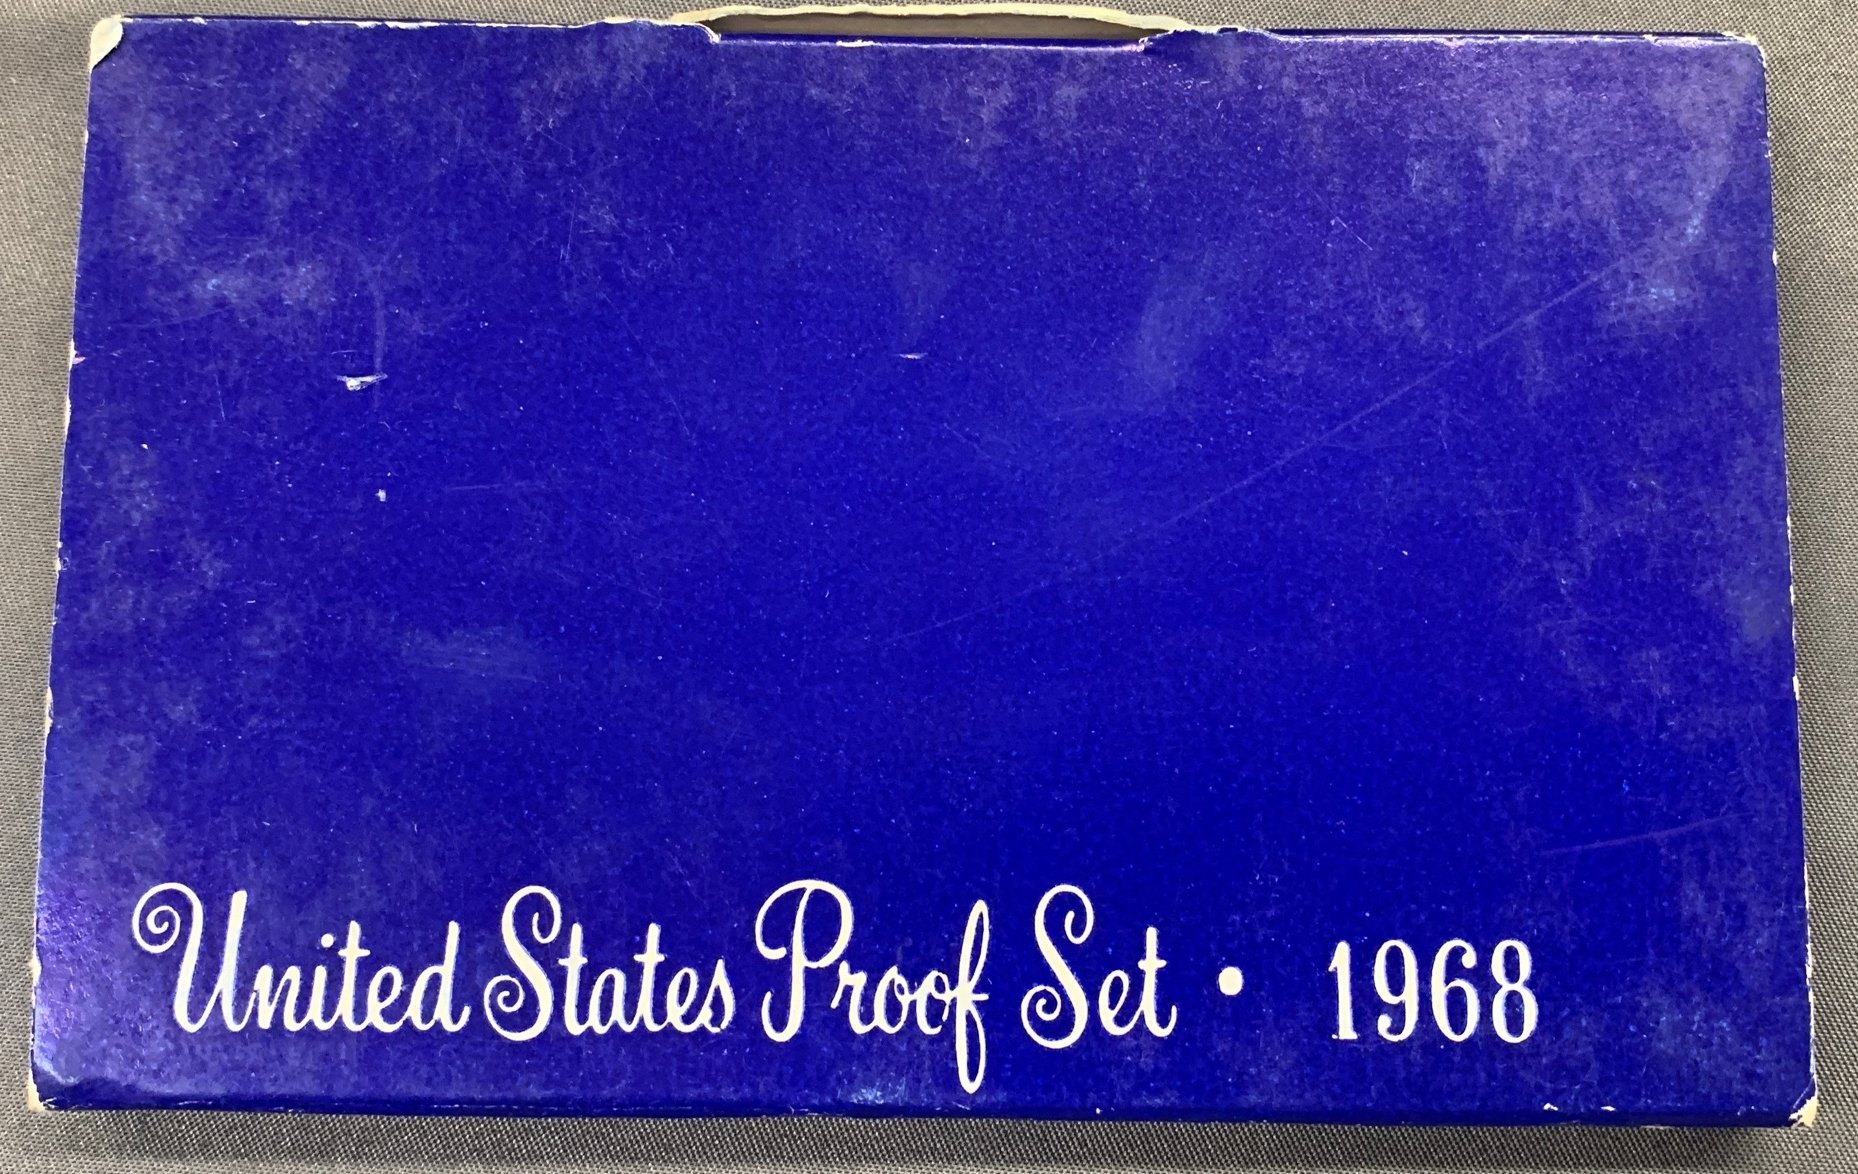 United States Proof Set • 1968